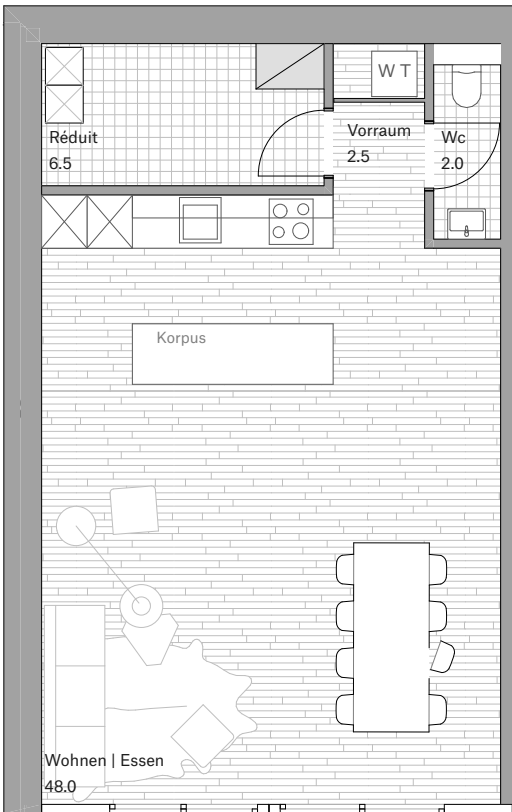 W T
Réduit
6.5
Vorraum
2.5
Wc
2.0
Korpus
Wohnen | Essen
48.0